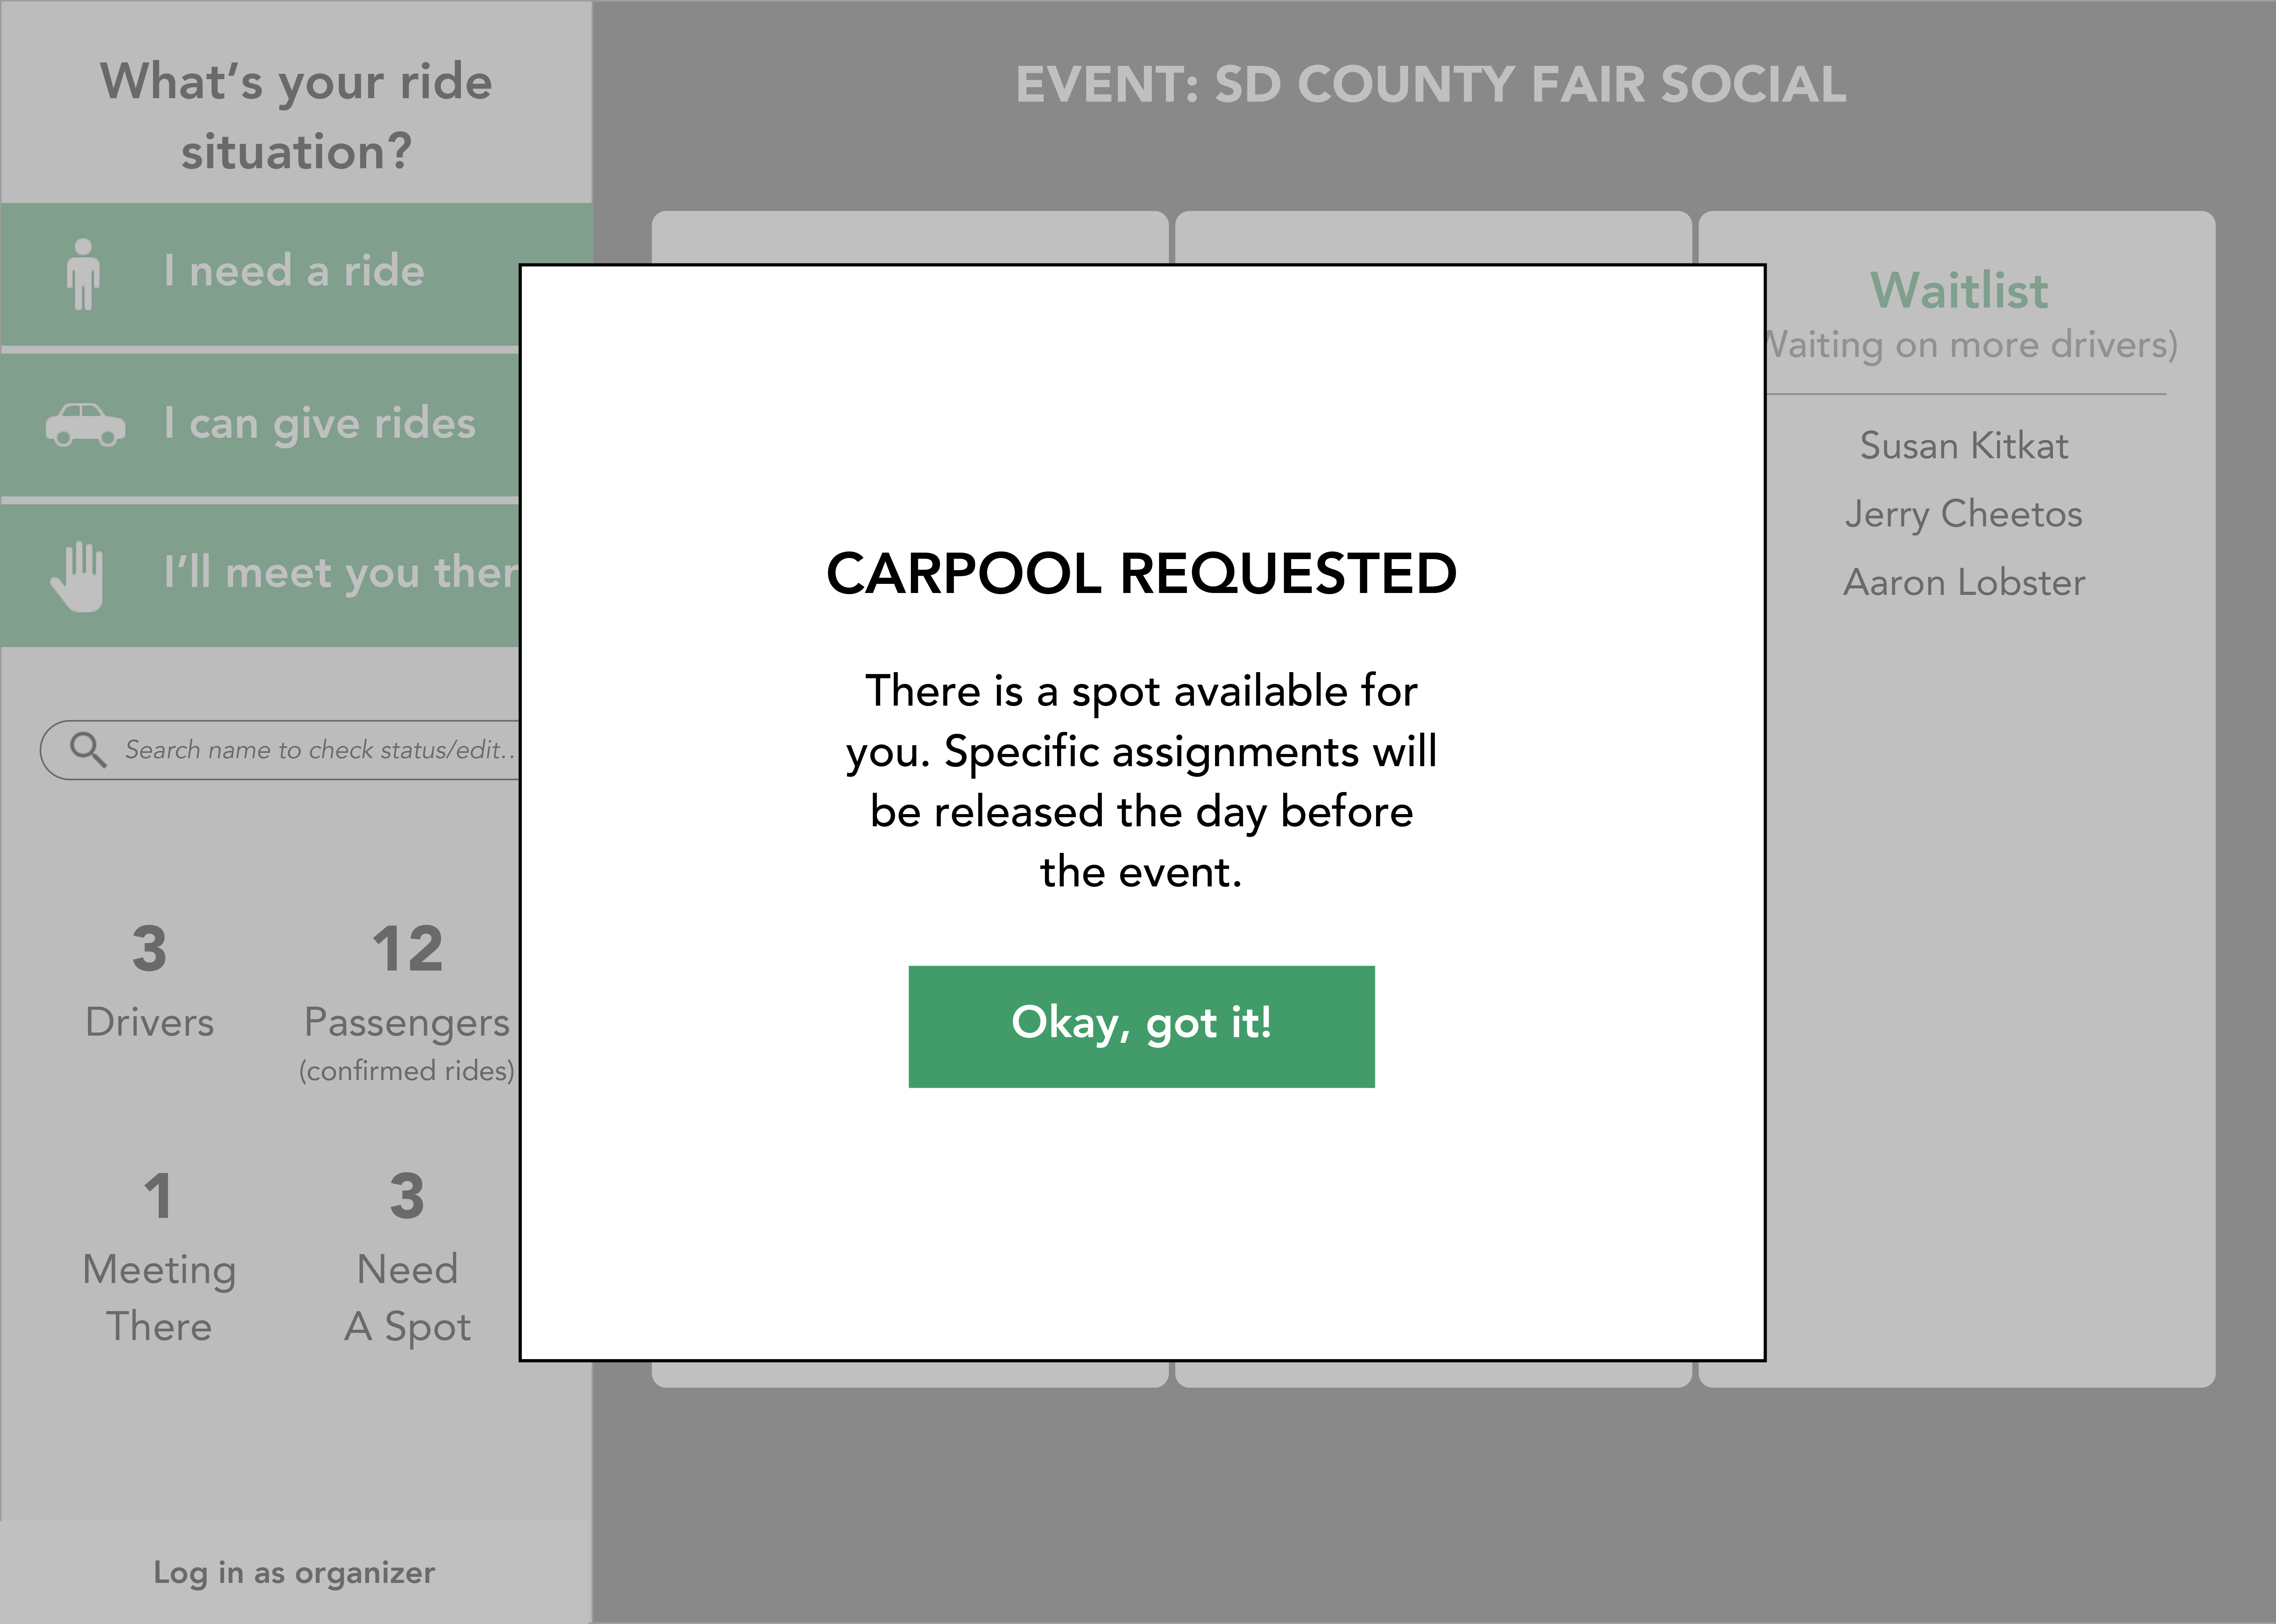 What's your ride
situation?
I need a ride
I can give rides
I'll meet you ther
Search name to check status/edit..
3
Drivers
12
Passengers
(confirmed rides)
1
Meeting
There
3
Need
A Spot
Log in as organizer
EVENT: SD COUNTY FAIR SOCIAL
CARPOOL REQUESTED
There is a spot available for
you. Specific assignments will
be released the day before
the event.
Okay, got it!
Waitlist
Waiting on more drivers)
Susan Kitkat
Jerry Cheetos
Aaron Lobster